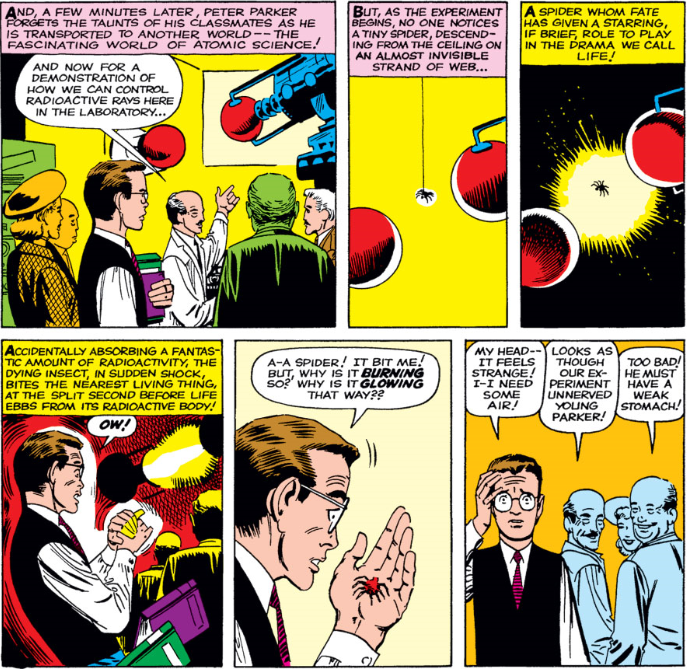 AND, A FEW MINUTES LATER, PETER PARKER
FORGETS THE TAUNTS OF HIS CLASSMATES AS HE
IS TRANSPORTED TO ANOTHER WORLD -- THE
FASCINATING WORLD OF ATOMIC SCIENCE!
AND NOW FOR A
DEMONSTRATION OF
HOW WE CAN CONTROL
RADIOACTIVE RAYS HERE
IN THE LABORATORY...
BUT, AS THE EXPERIMENT
BEGINS, NO ONE NOTICES
A TINY SPIDER, DESCEND-
ING FROM THE CEILING ON
AN ALMOST INVISIBLE
STRAND OF WEB...
A SPIDER WHOM FATE
HAS GIVEN A STARRING,
IF BRIEF, ROLE TO PLAY
IN THE DRAMA WE CALL
LIFE!
ACCIDENTALLY ABSORBING A FANTAS-
TIC AMOUNT OF RADIOACTIVITY, THE
DYING INSECT, IN SUDDEN SHOCK,
BITES THE NEAREST LIVING THING,
AT THE SPLIT SECOND BEFORE LIFE
EBBS FROM ITS RADIOACTIVE BODY!
OW!
A-A SPIDER! IT BIT ME!
BUT, WHY IS IT BURNING
SO? WHY IS IT GLOWING
THAT WAY??
MY HEAD--
IT FEELS
STRANGE!
I-I NEED
SOME
AIR!
LOOKS AS
THOUGH
OUR EX-
PERIMENT
UNNERVED
YOUNG
PARKER!
TOO BAD!
HE MUST
HAVE A
WEAK
STOMACH!